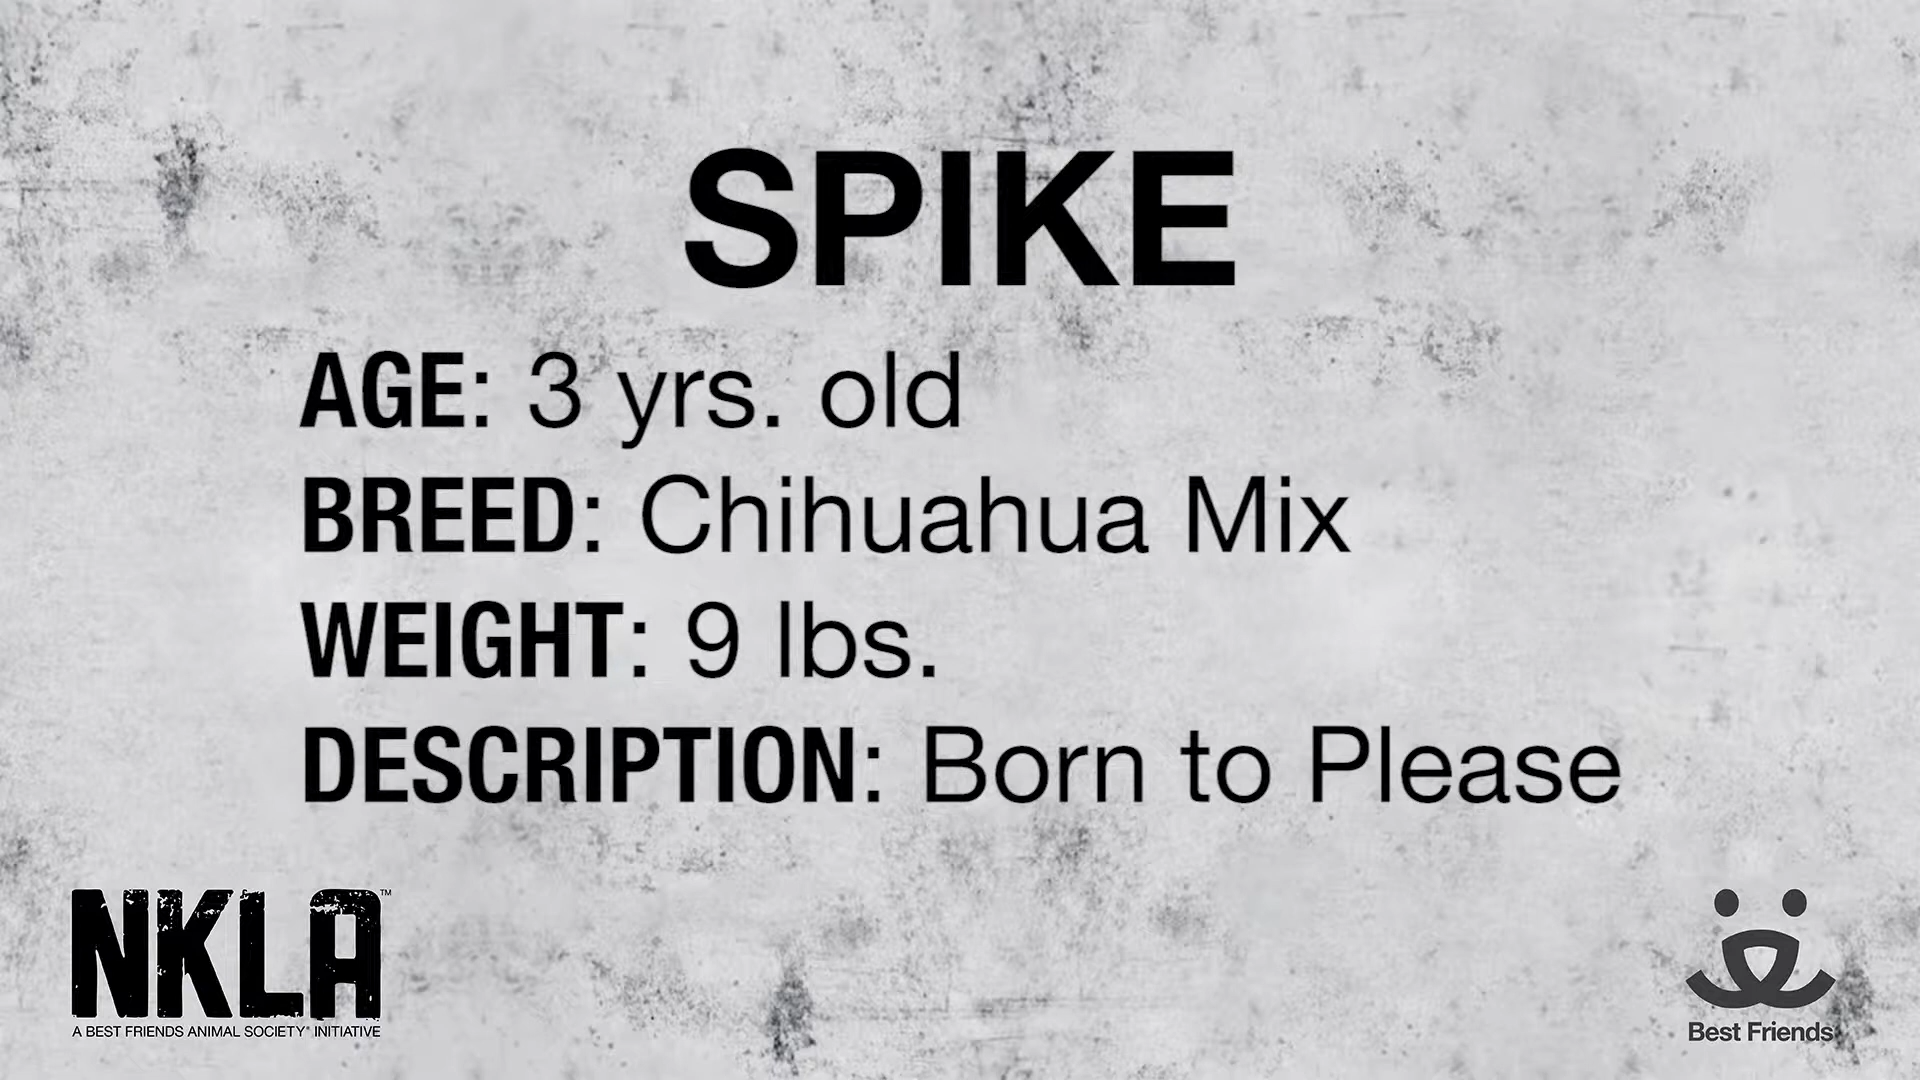 SPIKE
AGE: 3 yrs. old
BREED: Chihuahua Mix
WEIGHT: 9 lbs.
DESCRIPTION: Born to Please
NKLA™
A BEST FRIENDS ANIMAL SOCIETY® INITIATIVE
Best Friends